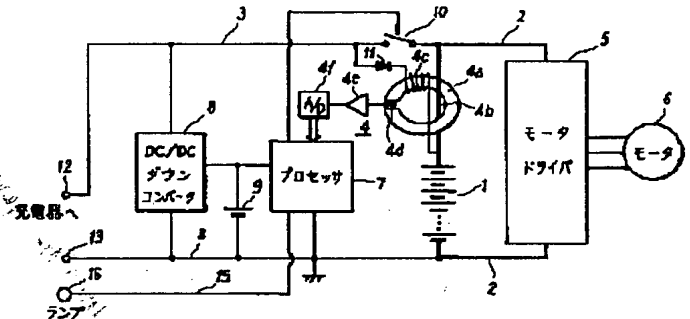 3
10
2
5
11
4c
4a
4f
4e
6
A/D
4
4b
8
4d
モータ
ドライバ
モータ
DC/DC
ダウン
コンバータ
プロセッサ
12
7
1
9
充電器へ
13
3
2
16
15
ランプ